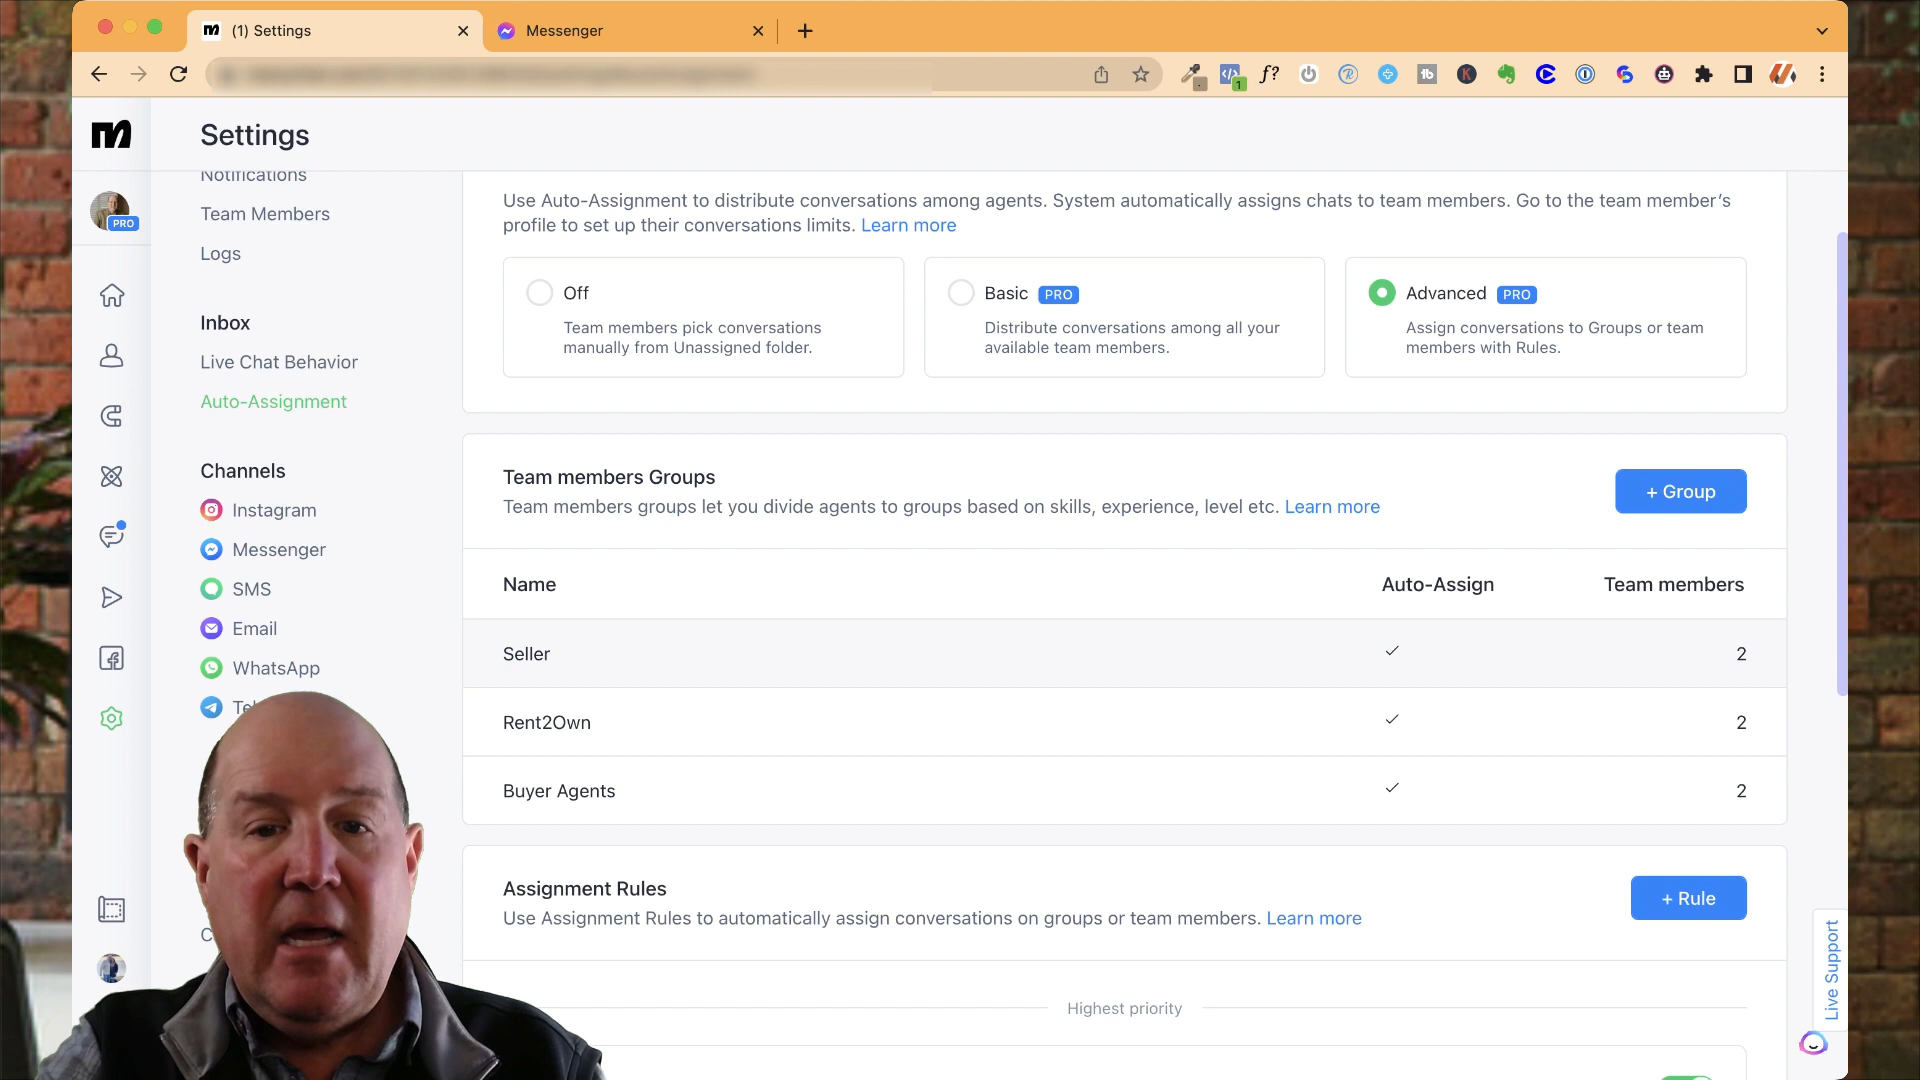 (1) Settings
Messenger
f?
1
Settings
PRO
Notifications
Team Members
Logs
Inbox
Live Chat Behavior
Auto-Assignment
Channels
Instagram
Messenger
SMS
Email
WhatsApp
Use Auto-Assignment to distribute conversations among agents. System automatically assigns chats to team members. Go to the team member's
profile to set up their conversations limits. Learn more
Off
Team members pick conversations
manually from Unassigned folder.
Basic PRO
Distribute conversations among all your
available team members.
Advanced PRO
Assign conversations to Groups or team
members with Rules.
Team members Groups
Team members groups let you divide agents to groups based on skills, experience, level etc. Learn more
+ Group
Name Auto-Assign Team members
Seller 2
Rent2Own 2
Buyer Agents 2
Assignment Rules
Use Assignment Rules to automatically assign conversations on groups or team members. Learn more
+ Rule
Highest priority
Live Support